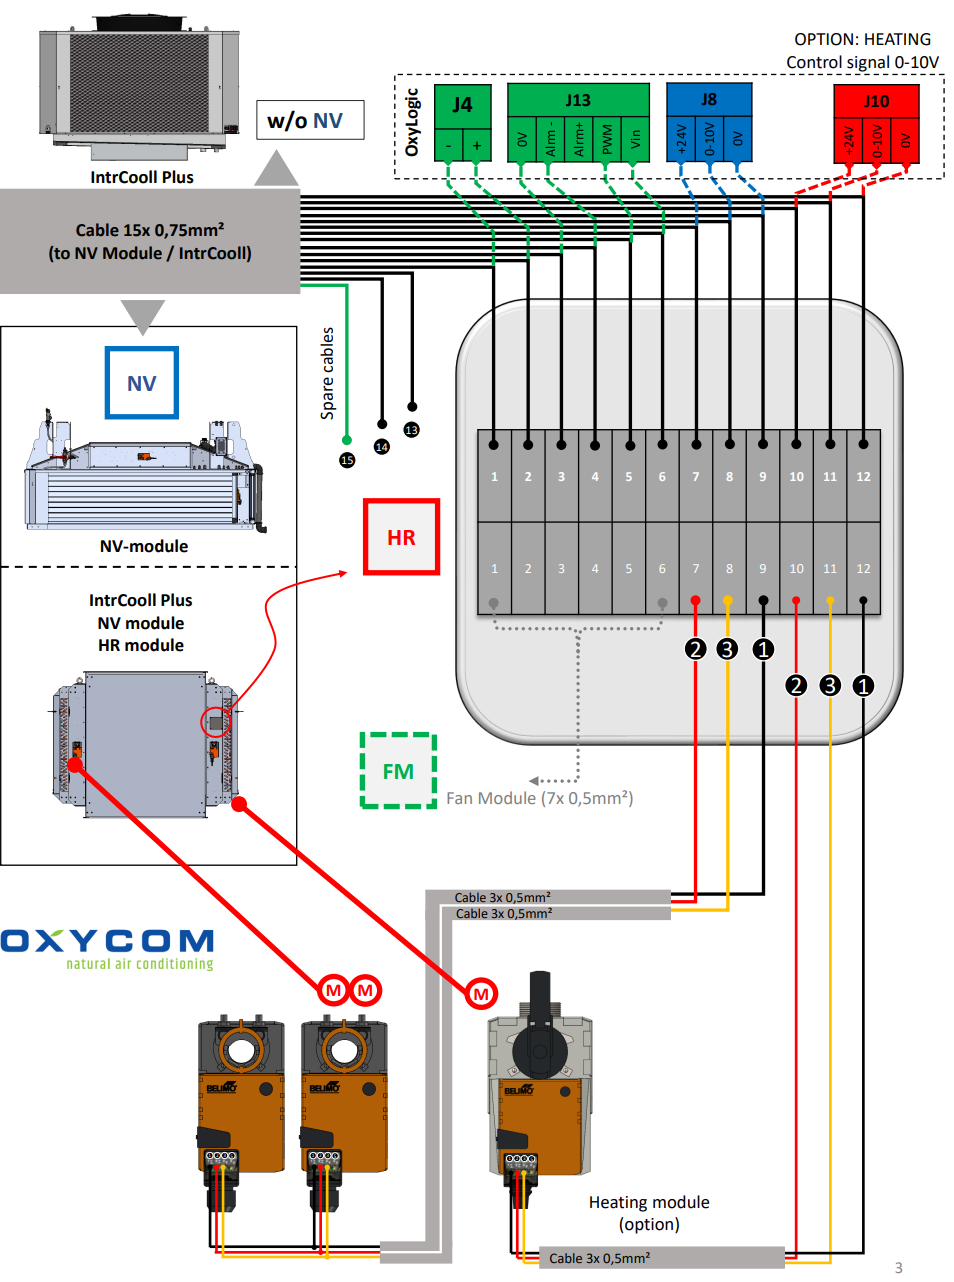 OPTION: HEATING
Control signal 0-10V
OxyLogic
J4
J13
J8
J10
- +
0V Alrm - Alrm+ PWM Vin
+24V 0-10V 0V
+24V 0-10V 0V
w/o NV
IntrCooll Plus
Cable 15x 0,75mm²
(to NV Module / IntrCooll)
Spare cables
15 14 13
NV
NV-module
HR
1 2 3 4 5 6 7 8 9 10 11 12
1 2 3 4 5 6 7 8 9 10 11 12
2 3 1
2 3 1
IntrCooll Plus
NV module
HR module
FM
Fan Module (7x 0,5mm²)
Cable 3x 0,5mm²
Cable 3x 0,5mm²
OXYCOM
natural air conditioning
M M M
BELIMO BELIMO BELIMO
Heating module
(option)
Cable 3x 0,5mm²
3